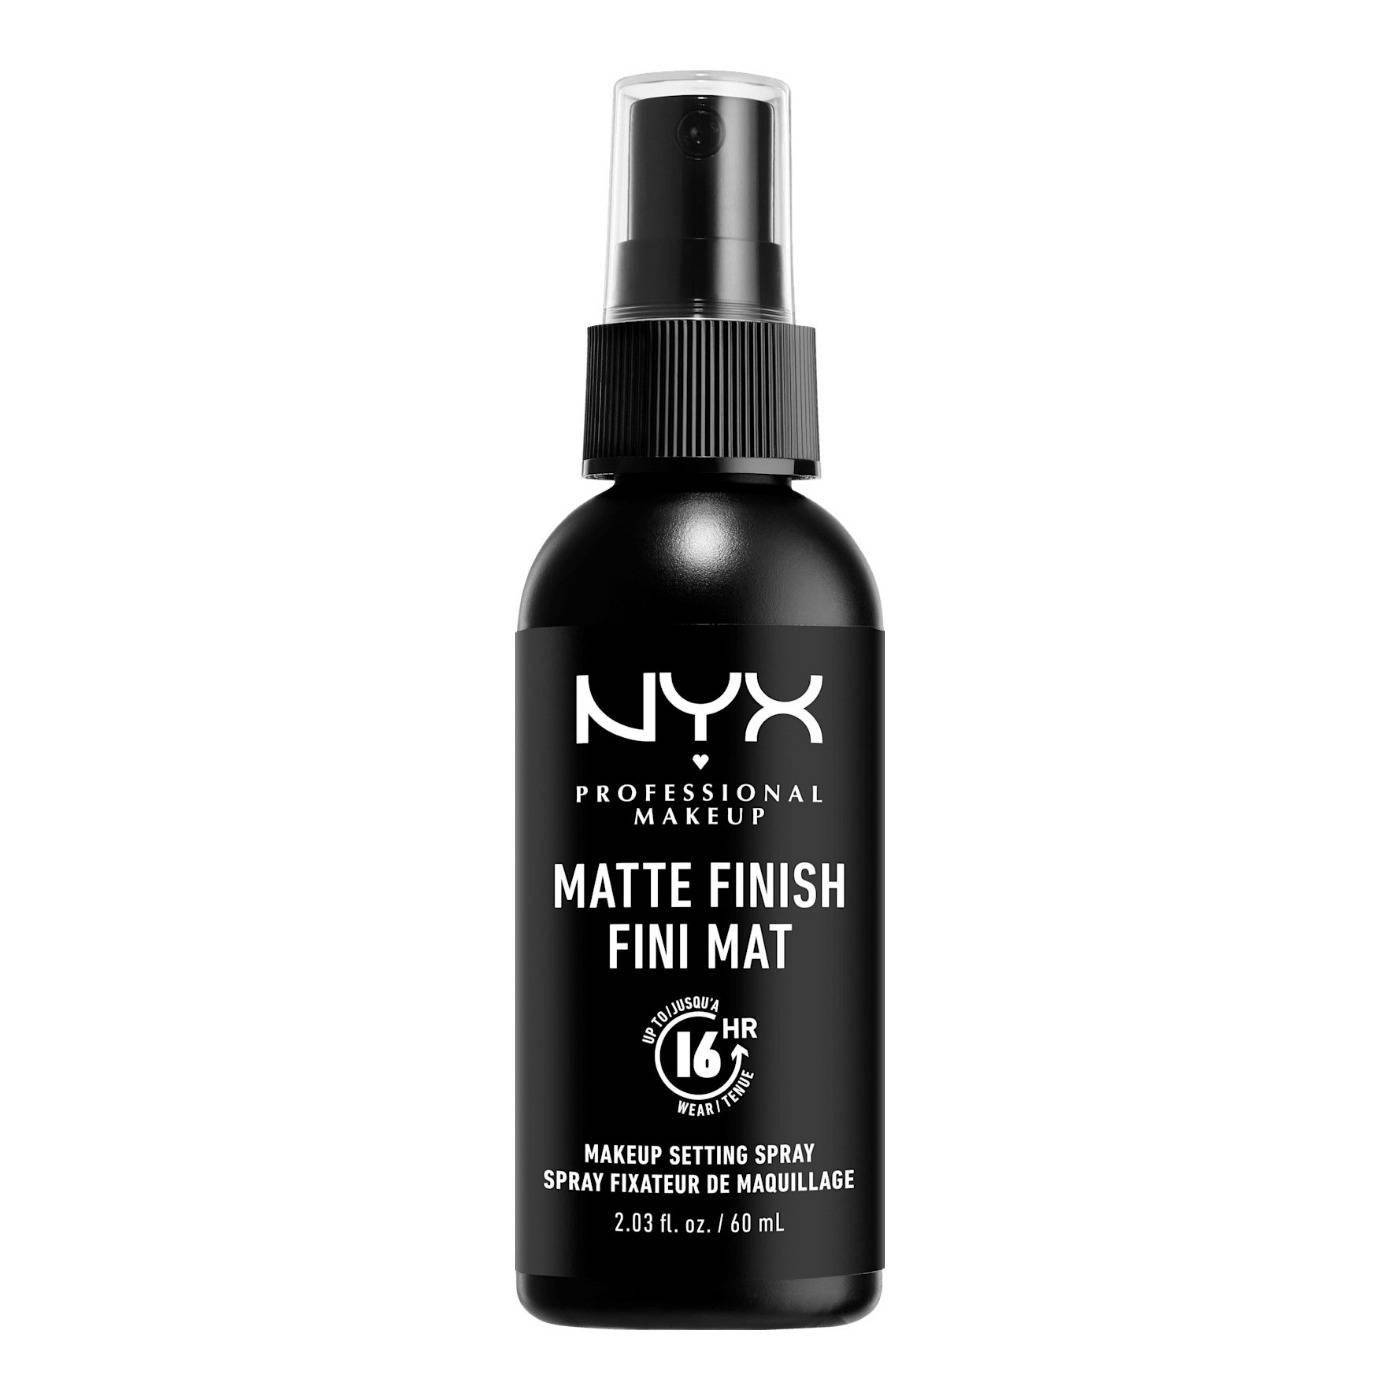 NYX
PROFESSIONAL
MAKEUP
MATTE FINISH
FINI MAT
UP TO/JUSQU'A
16 HR
WEAR/TENUE
MAKEUP SETTING SPRAY
SPRAY FIXATEUR DE MAQUILLAGE
2.03 fl. oz. / 60 mL